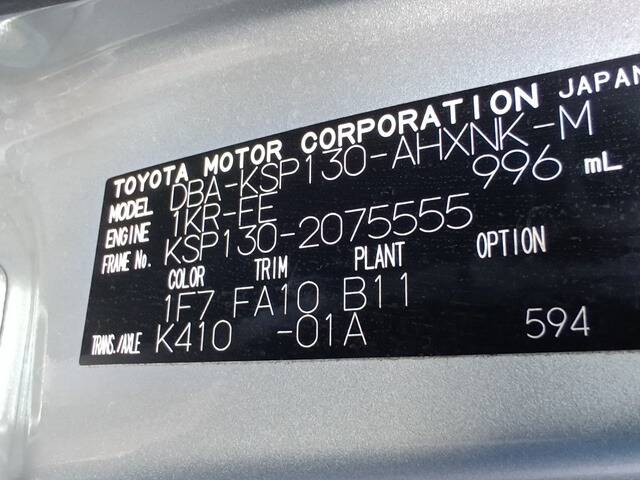 TOYOTA MOTOR CORPORATION JAPAN
MODEL DBA-KSP130-AHXNK-M
ENGINE 1KR-EE 996 mL
FRAME No. KSP130-2075555
COLOR TRIM PLANT OPTION
1F7 FA10 B11
TRANS./AXLE K410 -01A 594